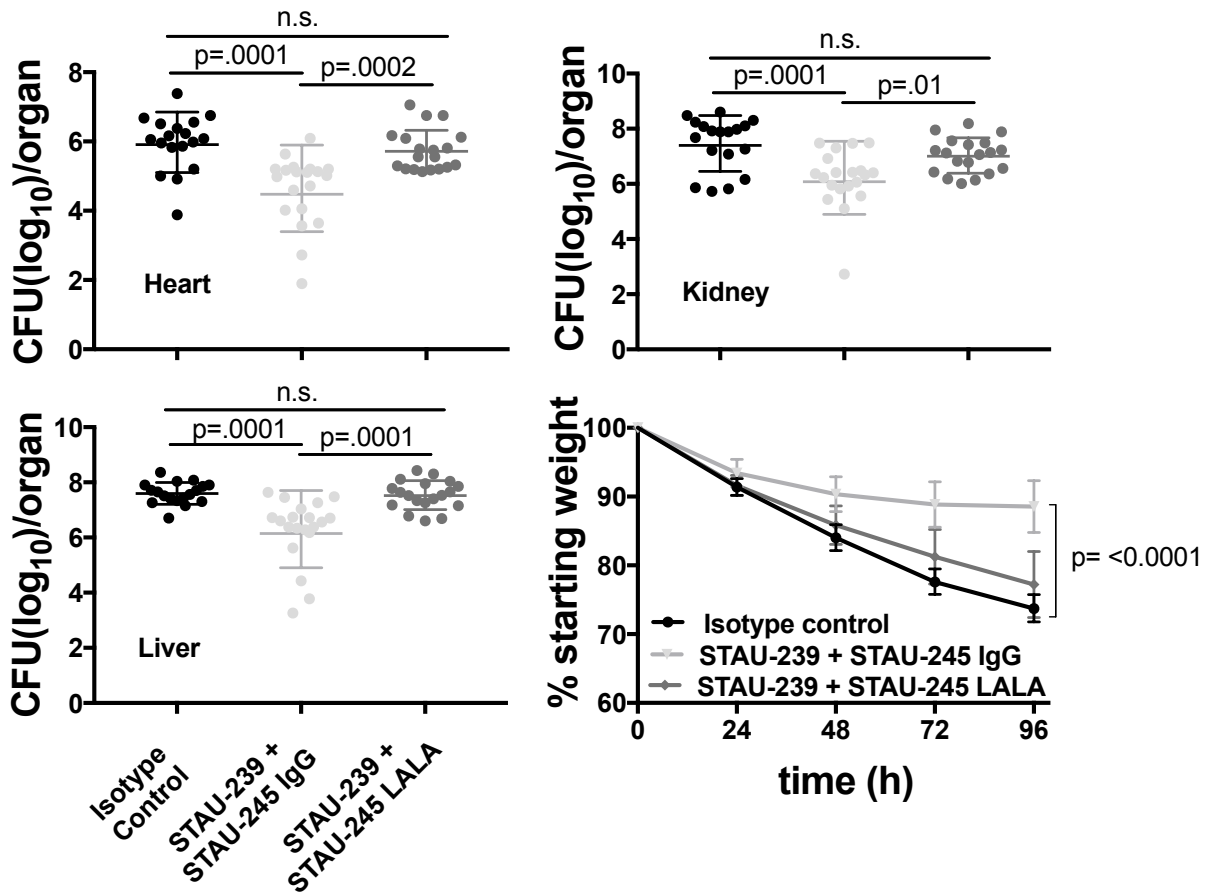 n.s.
p=.0001
p=.0002
CFU(log10)/organ
8
6
4
2
0
Heart
n.s.
p=.0001
p=.01
CFU(log10)/organ
10
8
6
4
2
0
Kidney
n.s.
p=.0001
p=.0001
CFU(log10)/organ
10
8
6
4
2
0
Liver
Isotype
Control
STAU-239 +
STAU-245 IgG
STAU-239 +
STAU-245 LALA
% starting weight
100
90
80
70
60
p= <0.0001
Isotype control
STAU-239 + STAU-245 IgG
STAU-239 + STAU-245 LALA
0 24 48 72 96
time (h)